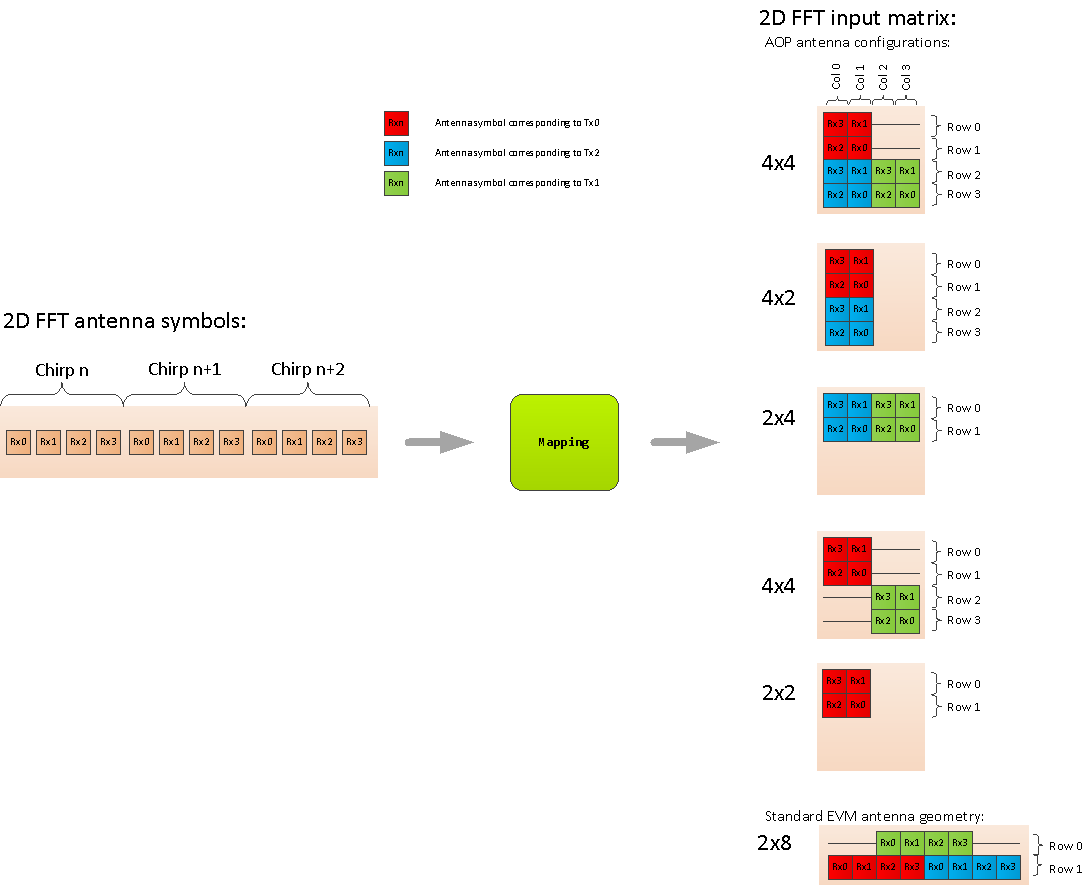 2D FFT input matrix:
AOP antenna configurations:
Col 0 Col 1 Col 2 Col 3
Rxn Antenna symbol corresponding to Tx0
Rxn Antenna symbol corresponding to Tx2
Rxn Antenna symbol corresponding to Tx1
4x4
Rx3 Rx1 Row 0
Rx2 Rx0 Row 1
Rx3 Rx1 Rx3 Rx1 Row 2
Rx2 Rx0 Rx2 Rx0 Row 3
4x2
Rx3 Rx1 Row 0
Rx2 Rx0 Row 1
Rx3 Rx1 Row 2
Rx2 Rx0 Row 3
2D FFT antenna symbols:
Chirp n Chirp n+1 Chirp n+2
Rx0 Rx1 Rx2 Rx3 Rx0 Rx1 Rx2 Rx3 Rx0 Rx1 Rx2 Rx3
Mapping
2x4
Rx3 Rx1 Rx3 Rx1 Row 0
Rx2 Rx0 Rx2 Rx0 Row 1
4x4
Rx3 Rx1 Row 0
Rx2 Rx0 Row 1
Rx3 Rx1 Row 2
Rx2 Rx0 Row 3
2x2
Rx3 Rx1 Row 0
Rx2 Rx0 Row 1
Standard EVM antenna geometry:
2x8
Rx0 Rx1 Rx2 Rx3 Row 0
Rx0 Rx1 Rx2 Rx3 Rx0 Rx1 Rx2 Rx3 Row 1